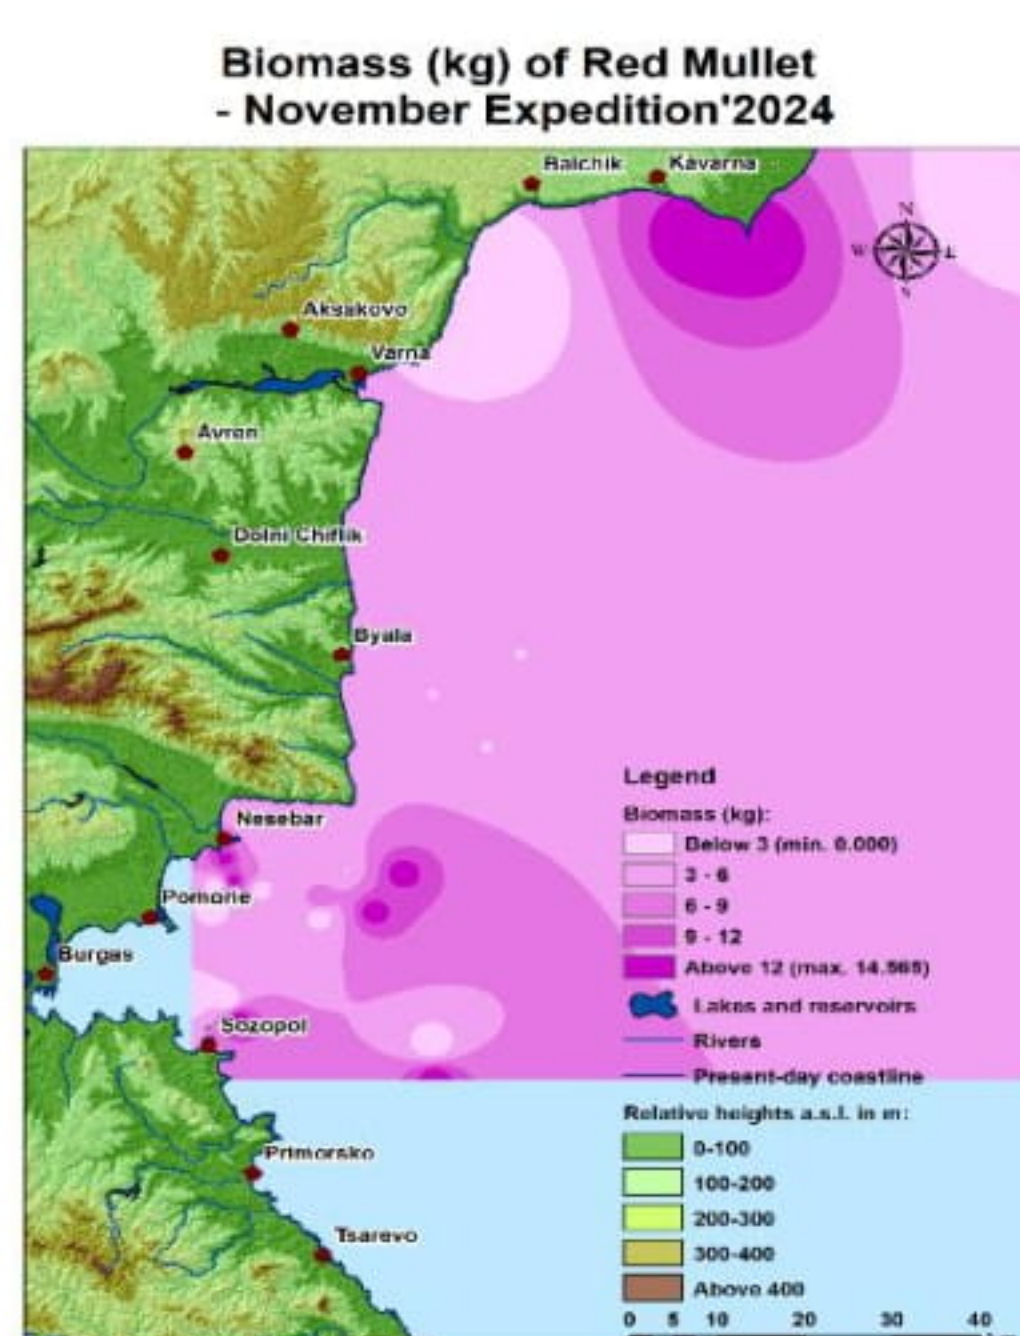 Biomass (kg) of Red Mullet
- November Expedition'2024
Balchik
Kavarna
N
W
E
S
Aksakovo
Varna
Avren
Dolni Chiflik
Byala
Nesebar
Pomorie
Burgas
Sozopol
Primorsko
Tsarevo
Legend
Biomass (kg):
Below 3 (min. 0.000)
3 - 6
6 - 9
9 - 12
Above 12 (max. 14.565)
Lakes and reservoirs
Rivers
Present-day coastline
Relative heights a.s.l. in m:
0-100
100-200
200-300
300-400
Above 400
0 5 10 20 30 40